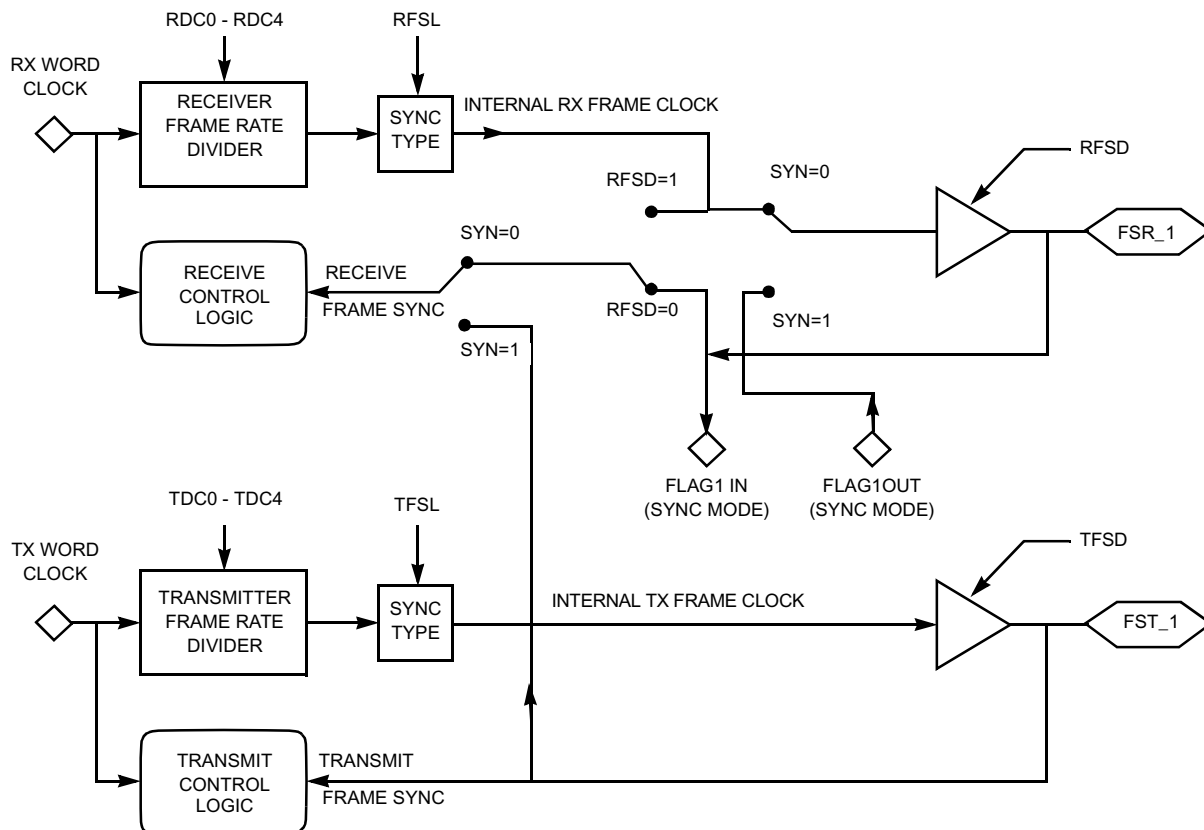 RDC0 - RDC4
RFSL
RX WORD
CLOCK
RECEIVER
FRAME RATE
DIVIDER
SYNC
TYPE
INTERNAL RX FRAME CLOCK
RFSD
RFSD=1
SYN=0
FSR_1
SYN=0
RECEIVE
CONTROL
LOGIC
RECEIVE
FRAME SYNC
RFSD=0
SYN=1
SYN=1
FLAG1 IN
(SYNC MODE)
FLAG1OUT
(SYNC MODE)
TDC0 - TDC4
TFSL
TX WORD
CLOCK
TRANSMITTER
FRAME RATE
DIVIDER
SYNC
TYPE
INTERNAL TX FRAME CLOCK
TFSD
FST_1
TRANSMIT
CONTROL
LOGIC
TRANSMIT
FRAME SYNC